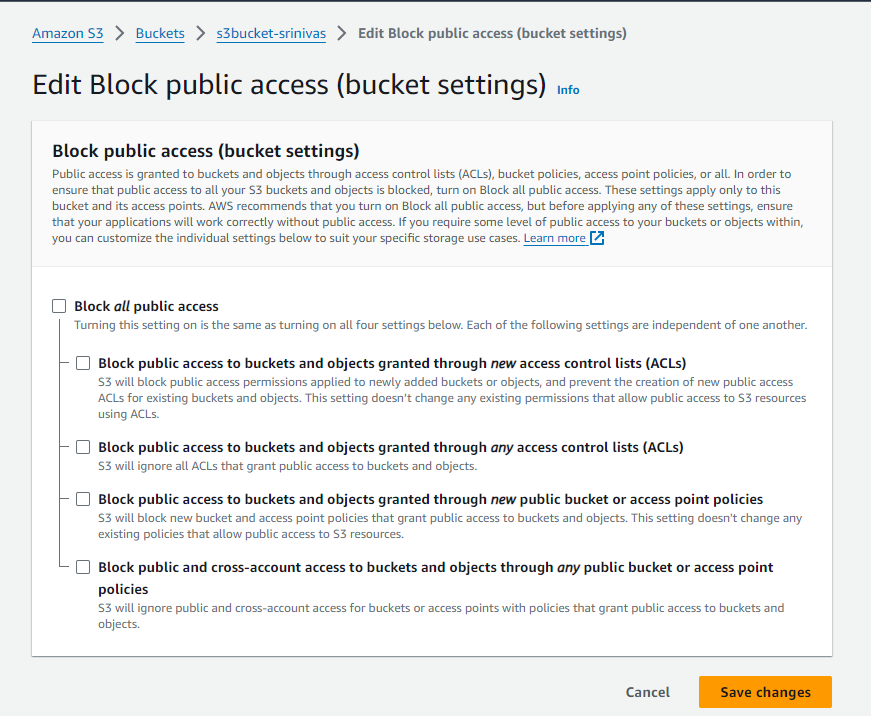 Amazon S3 > Buckets > s3bucket-srinivas > Edit Block public access (bucket settings)
Edit Block public access (bucket settings) Info
Block public access (bucket settings)
Public access is granted to buckets and objects through access control lists (ACLs), bucket policies, access point policies, or all. In order to
ensure that public access to all your S3 buckets and objects is blocked, turn on Block all public access. These settings apply only to this
bucket and its access points. AWS recommends that you turn on Block all public access, but before applying any of these settings, ensure
that your applications will work correctly without public access. If you require some level of public access to your buckets or objects within,
you can customize the individual settings below to suit your specific storage use cases. Learn more
Block all public access
Turning this setting on is the same as turning on all four settings below. Each of the following settings are independent of one another.
Block public access to buckets and objects granted through new access control lists (ACLs)
S3 will block public access permissions applied to newly added buckets or objects, and prevent the creation of new public access
ACLs for existing buckets and objects. This setting doesn't change any existing permissions that allow public access to S3 resources
using ACLs.
Block public access to buckets and objects granted through any access control lists (ACLs)
S3 will ignore all ACLs that grant public access to buckets and objects.
Block public access to buckets and objects granted through new public bucket or access point policies
S3 will block new bucket and access point policies that grant public access to buckets and objects. This setting doesn't change any
existing policies that allow public access to S3 resources.
Block public and cross-account access to buckets and objects through any public bucket or access point
policies
S3 will ignore public and cross-account access for buckets or access points with policies that grant public access to buckets and
objects.
Cancel Save changes